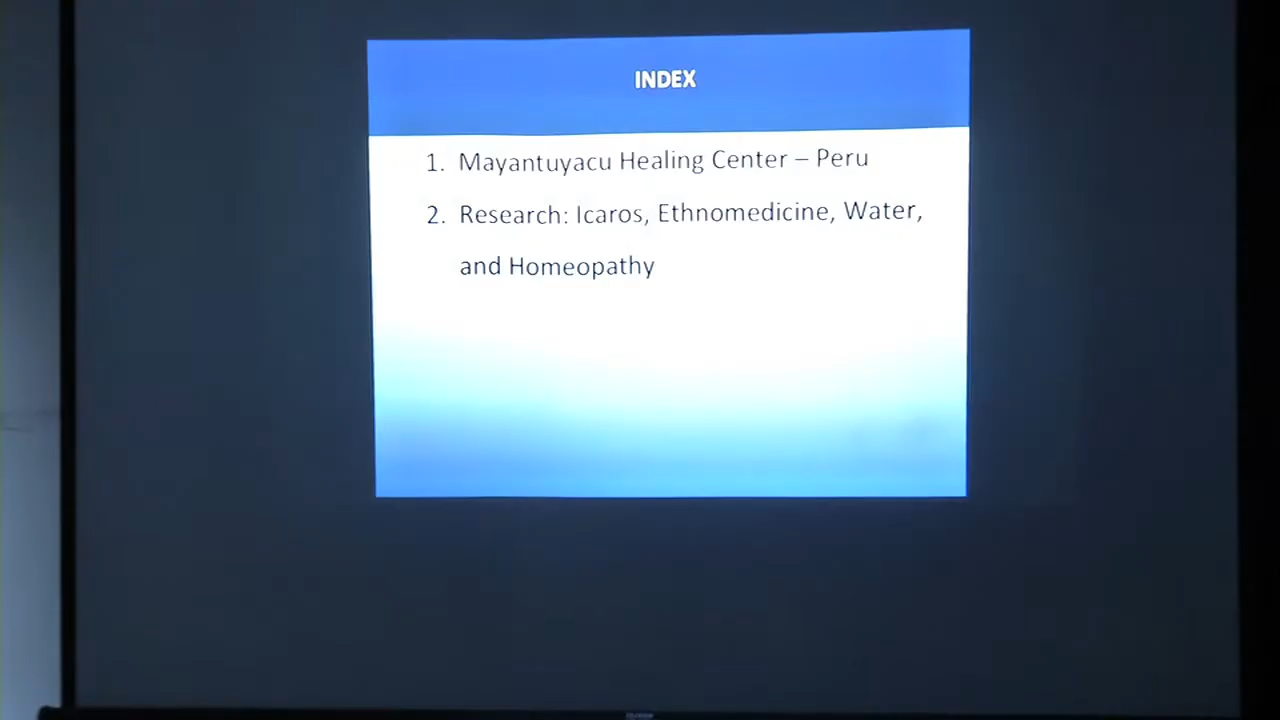 INDEX
1. Mayantuyacu Healing Center – Peru
2. Research: Icaros, Ethnomedicine, Water,
and Homeopathy